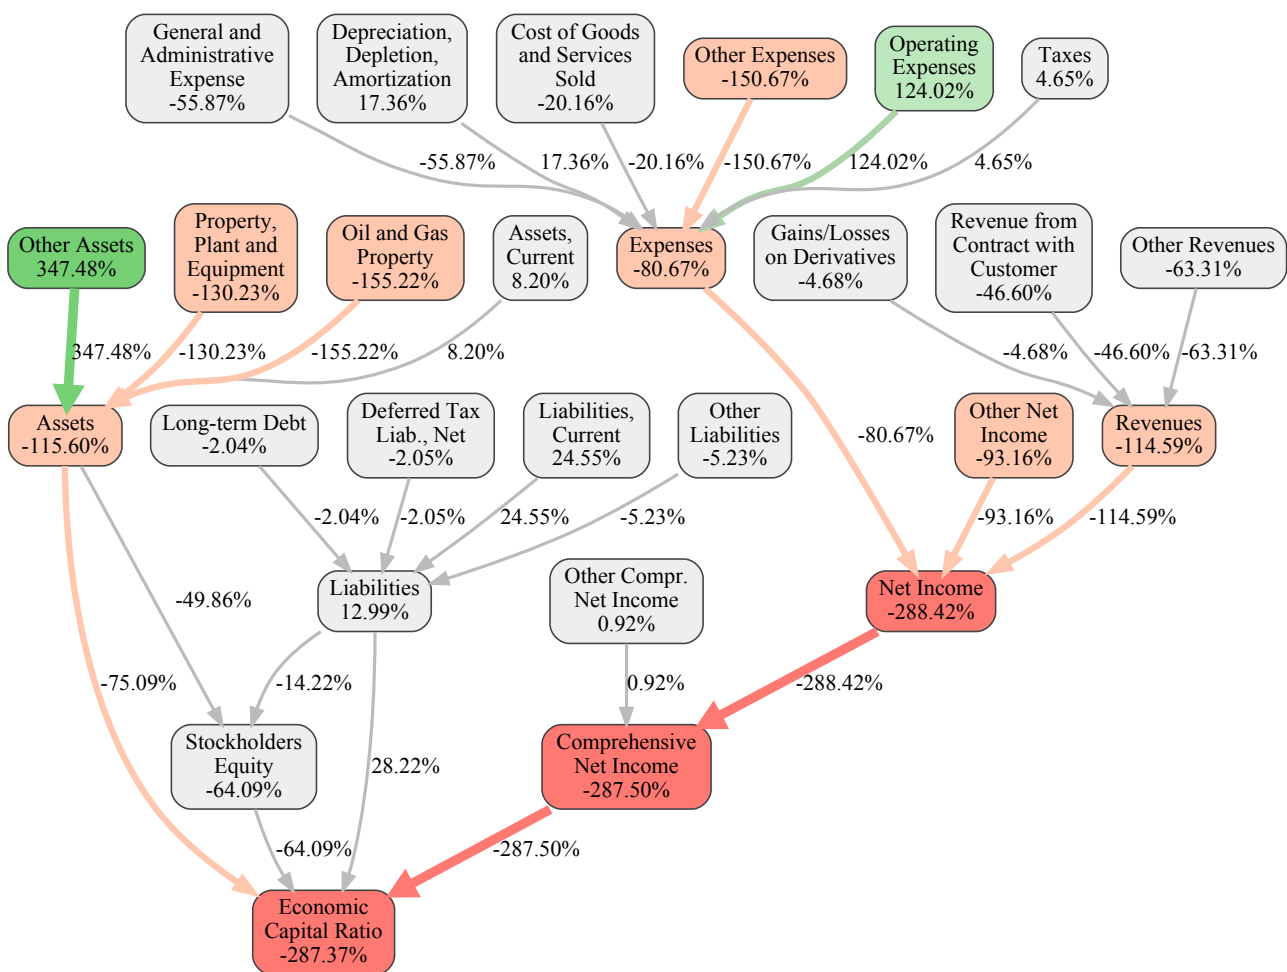 General and
Administrative
Expense
-55.87%
Depreciation,
Depletion,
Amortization
17.36%
Cost of Goods
and Services
Sold
-20.16%
Other Expenses
-150.67%
Operating
Expenses
124.02%
Taxes
4.65%
-55.87%
17.36%
-20.16%
-150.67%
124.02%
4.65%
Other Assets
347.48%
Property,
Plant and
Equipment
-130.23%
Oil and Gas
Property
-155.22%
Assets,
Current
8.20%
Expenses
-80.67%
Gains/Losses
on Derivatives
-4.68%
Revenue from
Contract with
Customer
-46.60%
Other Revenues
-63.31%
347.48%
-130.23%
-155.22%
8.20%
-4.68%
-46.60%
-63.31%
Assets
-115.60%
Long-term Debt
-2.04%
Deferred Tax
Liab., Net
-2.05%
Liabilities,
Current
24.55%
Other
Liabilities
-5.23%
-80.67%
Other Net
Income
-93.16%
Revenues
-114.59%
-2.04%
-2.05%
24.55%
-5.23%
-93.16%
-114.59%
-49.86%
Liabilities
12.99%
Other Compr.
Net Income
0.92%
Net Income
-288.42%
-75.09%
-14.22%
0.92%
-288.42%
Stockholders
Equity
-64.09%
28.22%
Comprehensive
Net Income
-287.50%
-64.09%
-287.50%
Economic
Capital Ratio
-287.37%